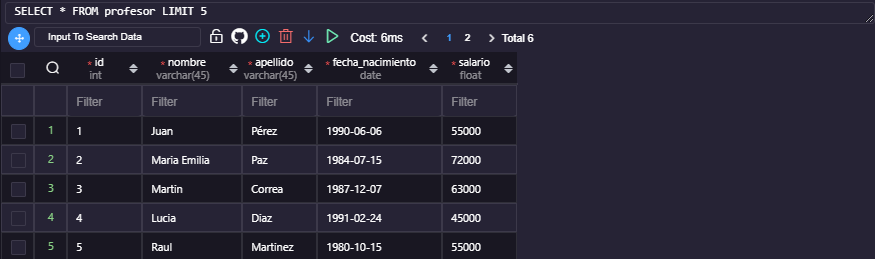 SELECT * FROM profesor LIMIT 5
Input To Search Data Cost: 6ms 1 2 Total 6
* id * nombre * apellido * fecha_nacimiento * salario
int varchar(45) varchar(45) date float
Filter Filter Filter Filter Filter
1 1 Juan Pérez 1990-06-06 55000
2 2 Maria Emilia Paz 1984-07-15 72000
3 3 Martin Correa 1987-12-07 63000
4 4 Lucia Diaz 1991-02-24 45000
5 5 Raul Martinez 1980-10-15 55000